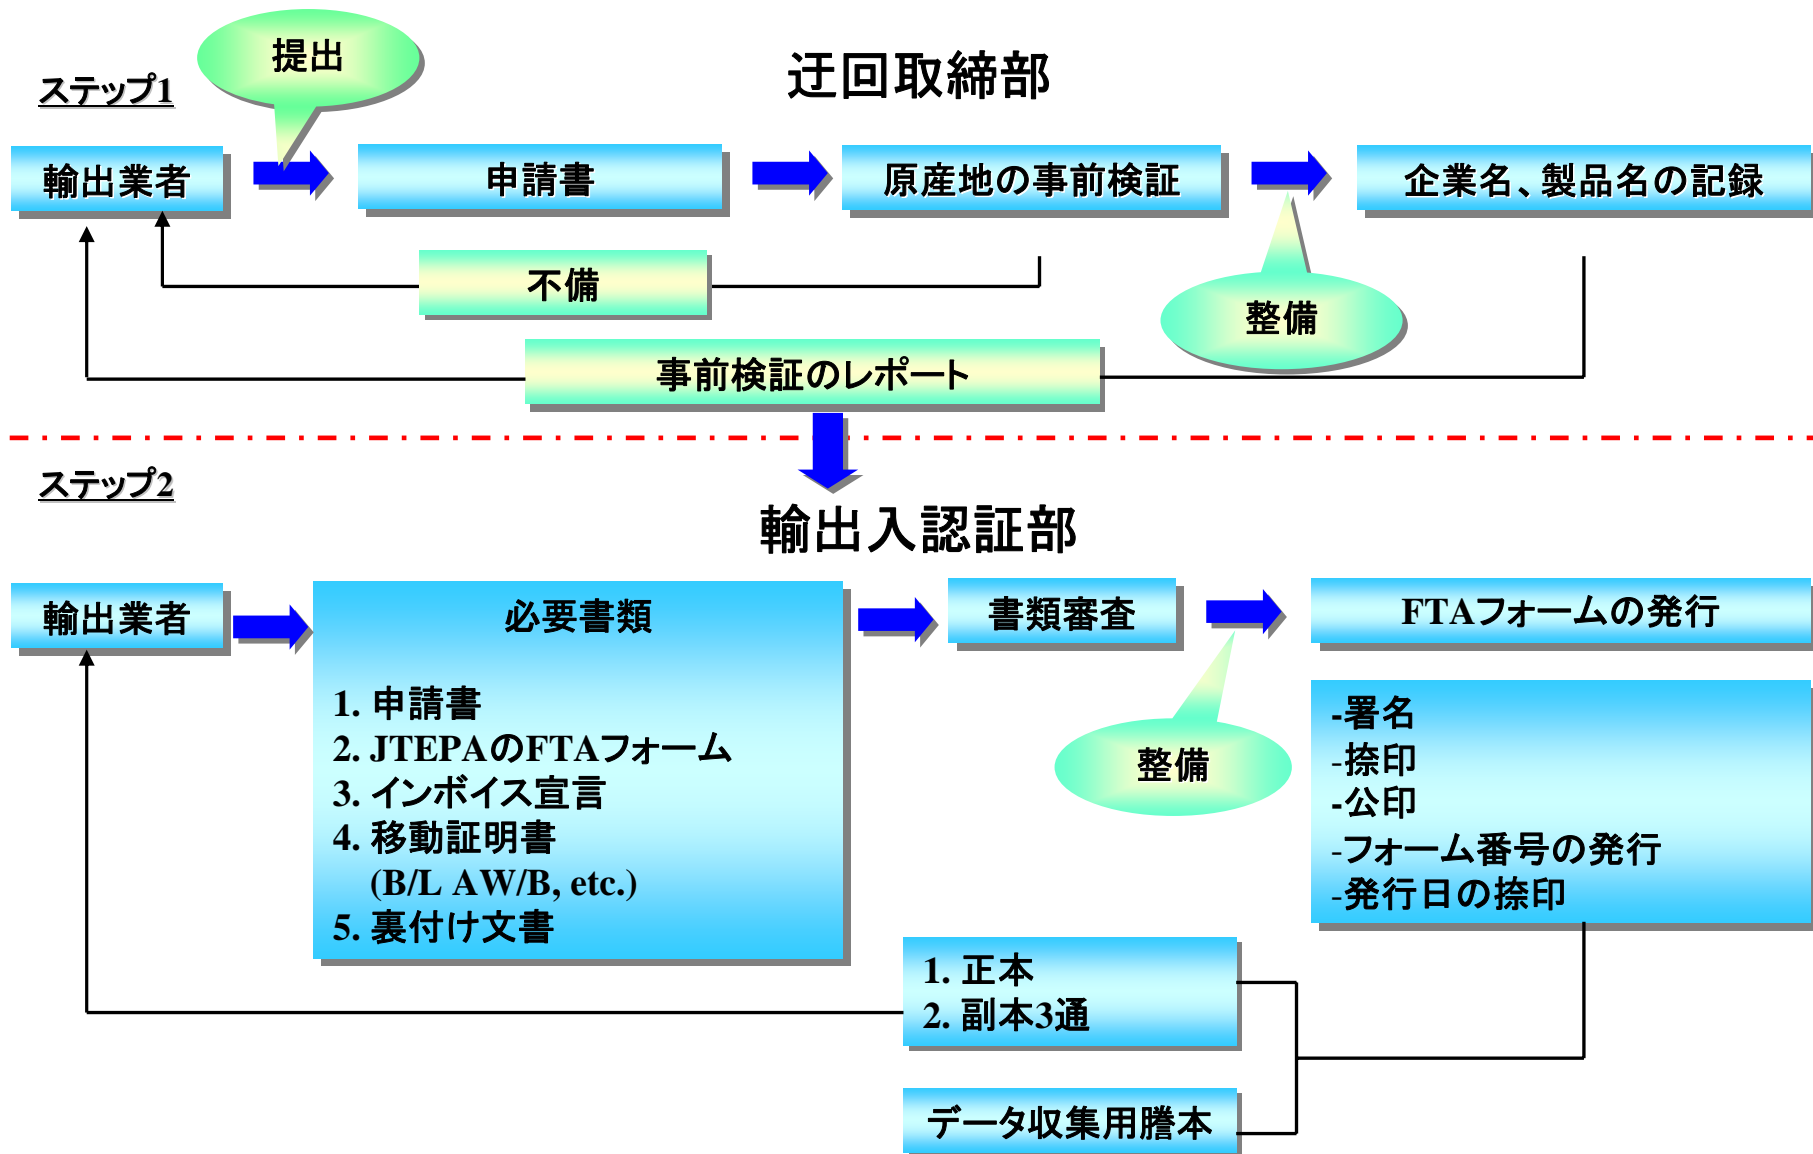 提出
迂回取締部
ステップ1
輸出業者
申請書
原産地の事前検証
企業名、製品名の記録
不備
整備
事前検証のレポート
ステップ2
輸出入認証部
輸出業者
必要書類
1. 申請書
2. JTEPAのFTAフォーム
3. インボイス宣言
4. 移動証明書
(B/L AW/B, etc.)
5. 裏付け文書
書類審査
FTAフォームの発行
整備
-署名
-捺印
-公印
-フォーム番号の発行
-発行日の捺印
1. 正本
2. 副本3通
データ収集用謄本